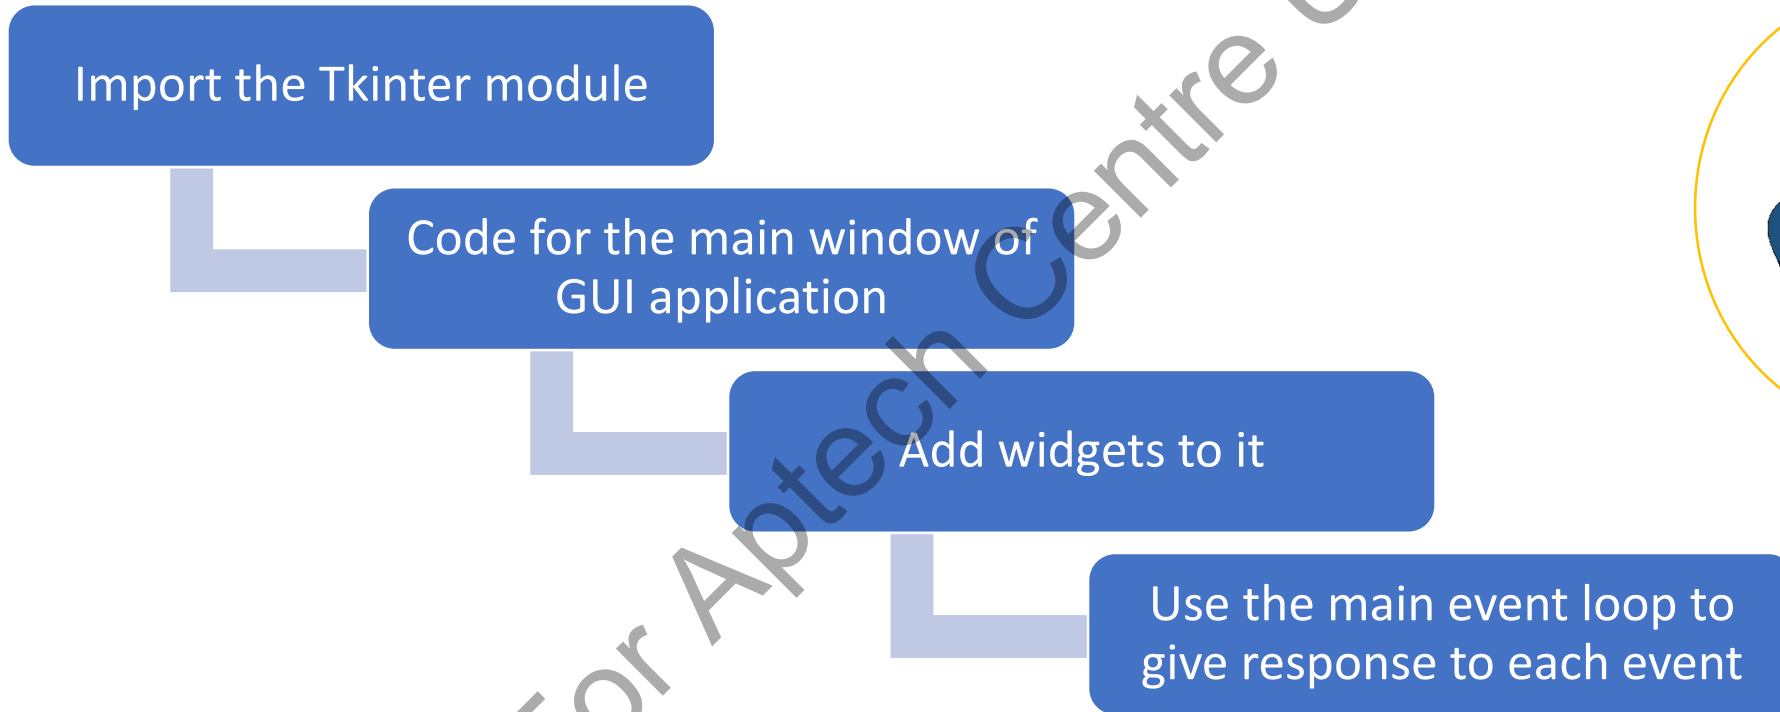 Import the Tkinter module
Code for the main window of
GUI application
Add widgets to it
Use the main event loop to
give response to each event
For Aptech Centre